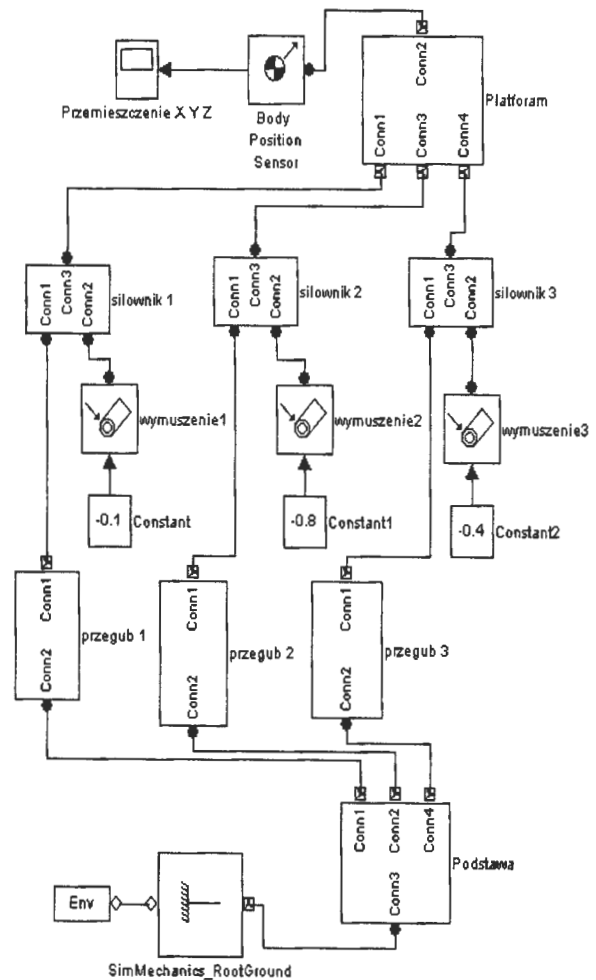 Conn2
Platforam
Conn1
Conn3
Conn4
Przemieszczenie X Y Z
Body
Position
Sensor
Conn1
Conn3
Conn2
silownik 1
Conn1
Conn3
Conn2
silownik 2
Conn1
Conn3
Conn2
silownik 3
wymuszenie1
wymuszenie2
wymuszenie3
-0.1
Constant
-0.8
Constant1
-0.4
Constant2
Conn1
Conn2
przegub 1
Conn1
Conn2
przegub 2
Conn1
Conn2
przegub 3
Conn1
Conn2
Conn4
Conn3
Podstawa
Env
SimMechanics_RootGround